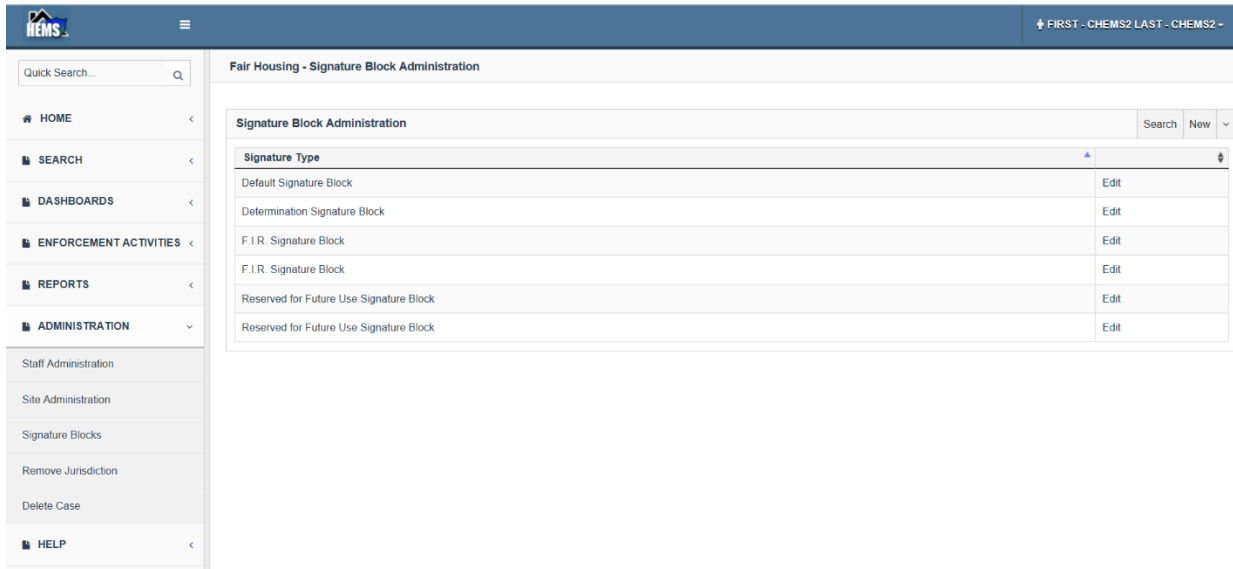 HEMS
FIRST - CHEMS2 LAST - CHEMS2
Quick Search...
Fair Housing - Signature Block Administration
HOME
SEARCH
DASHBOARDS
ENFORCEMENT ACTIVITIES
REPORTS
ADMINISTRATION
Staff Administration
Site Administration
Signature Blocks
Remove Jurisdiction
Delete Case
HELP
Signature Block Administration Search New
Signature Type
Default Signature Block Edit
Determination Signature Block Edit
F.I.R. Signature Block Edit
F.I.R. Signature Block Edit
Reserved for Future Use Signature Block Edit
Reserved for Future Use Signature Block Edit